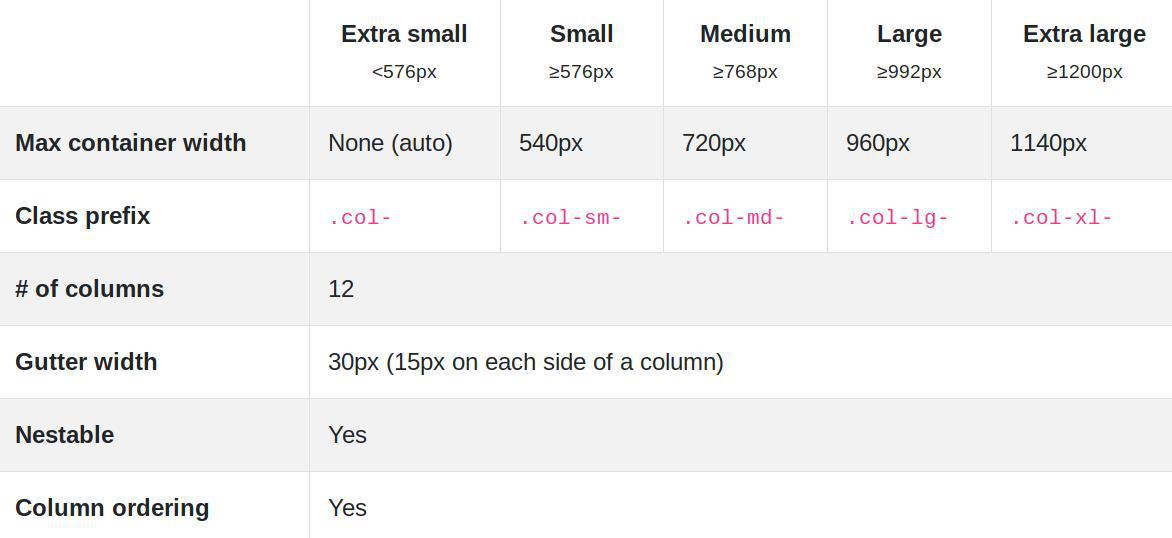 Extra small Small Medium Large Extra large
<576px ≥576px ≥768px ≥992px ≥1200px
Max container width None (auto) 540px 720px 960px 1140px
Class prefix .col- .col-sm- .col-md- .col-lg- .col-xl-
# of columns 12
Gutter width 30px (15px on each side of a column)
Nestable Yes
Column ordering Yes